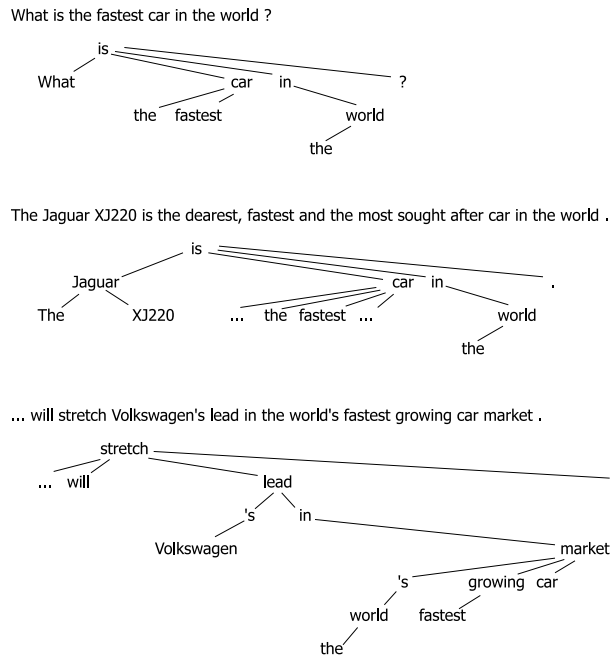 What is the fastest car in the world ?
is
What car in ?
the fastest world
the
The Jaguar XJ220 is the dearest, fastest and the most sought after car in the world .
is
Jaguar car in .
The XJ220 ... the fastest ... world
the
... will stretch Volkswagen's lead in the world's fastest growing car market .
stretch
... will lead
's in
Volkswagen market
's growing car
world fastest
the